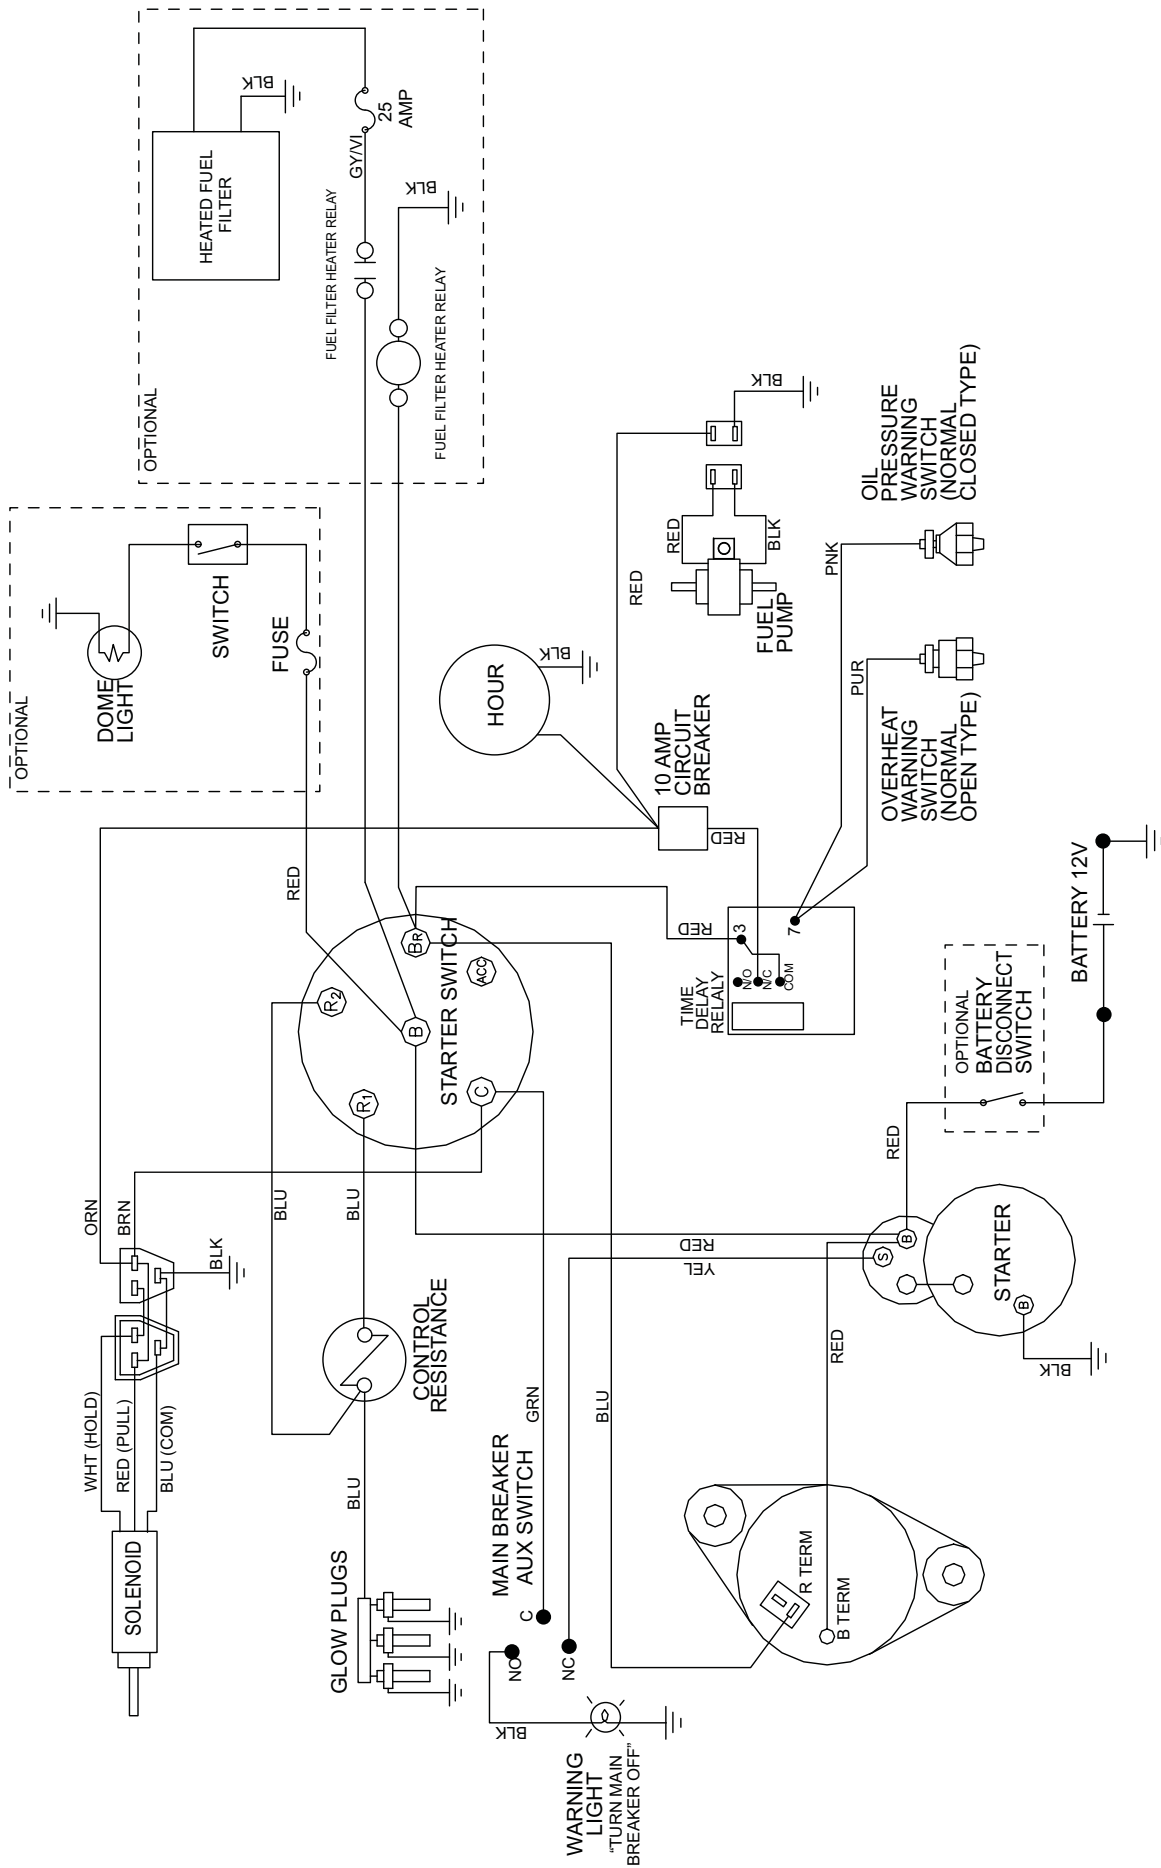 SOLENOID
WHT (HOLD)
RED (PULL)
BLU (COM)
ORN
BRN
BLK
GLOW PLUGS
BLU
CONTROL
RESISTANCE
BLU
BLU
STARTER SWITCH
R1
R2
B
BR
C
ACC
OPTIONAL
DOME
LIGHT
SWITCH
FUSE
RED
OPTIONAL
HEATED FUEL
FILTER
BLK
25
AMP
GY/VI
FUEL FILTER HEATER RELAY
BLK
FUEL FILTER HEATER RELAY
HOUR
BLK
10 AMP
CIRCUIT
BREAKER
RED
RED
RED
BLK
BLK
FUEL
PUMP
TIME
DELAY
RELALY
RED
3
7
N/O
N/C
COM
PNK
PUR
OIL
PRESSURE
WARNING
SWITCH
(NORMAL
CLOSED TYPE)
OVERHEAT
WARNING
SWITCH
(NORMAL
OPEN TYPE)
MAIN BREAKER
AUX SWITCH
C
NO
NC
GRN
BLU
RED
YEL
BLK
WARNING
LIGHT
"TURN MAIN
BREAKER OFF"
R TERM
B TERM
RED
STARTER
S
B
B
BLK
RED
OPTIONAL
BATTERY
DISCONNECT
SWITCH
BATTERY 12V